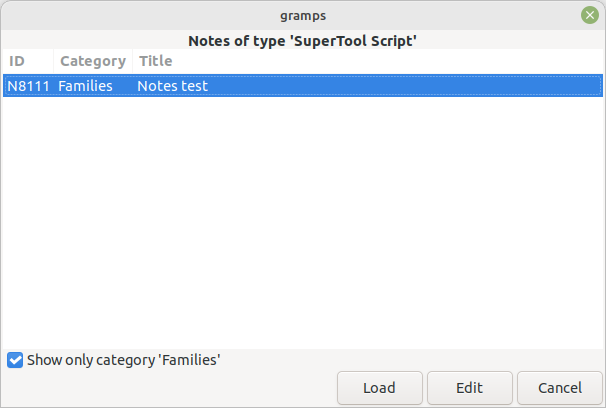 gramps
Notes of type 'SuperTool Script'
ID Category Title
N8111 Families Notes test
Show only category 'Families'
Load Edit Cancel